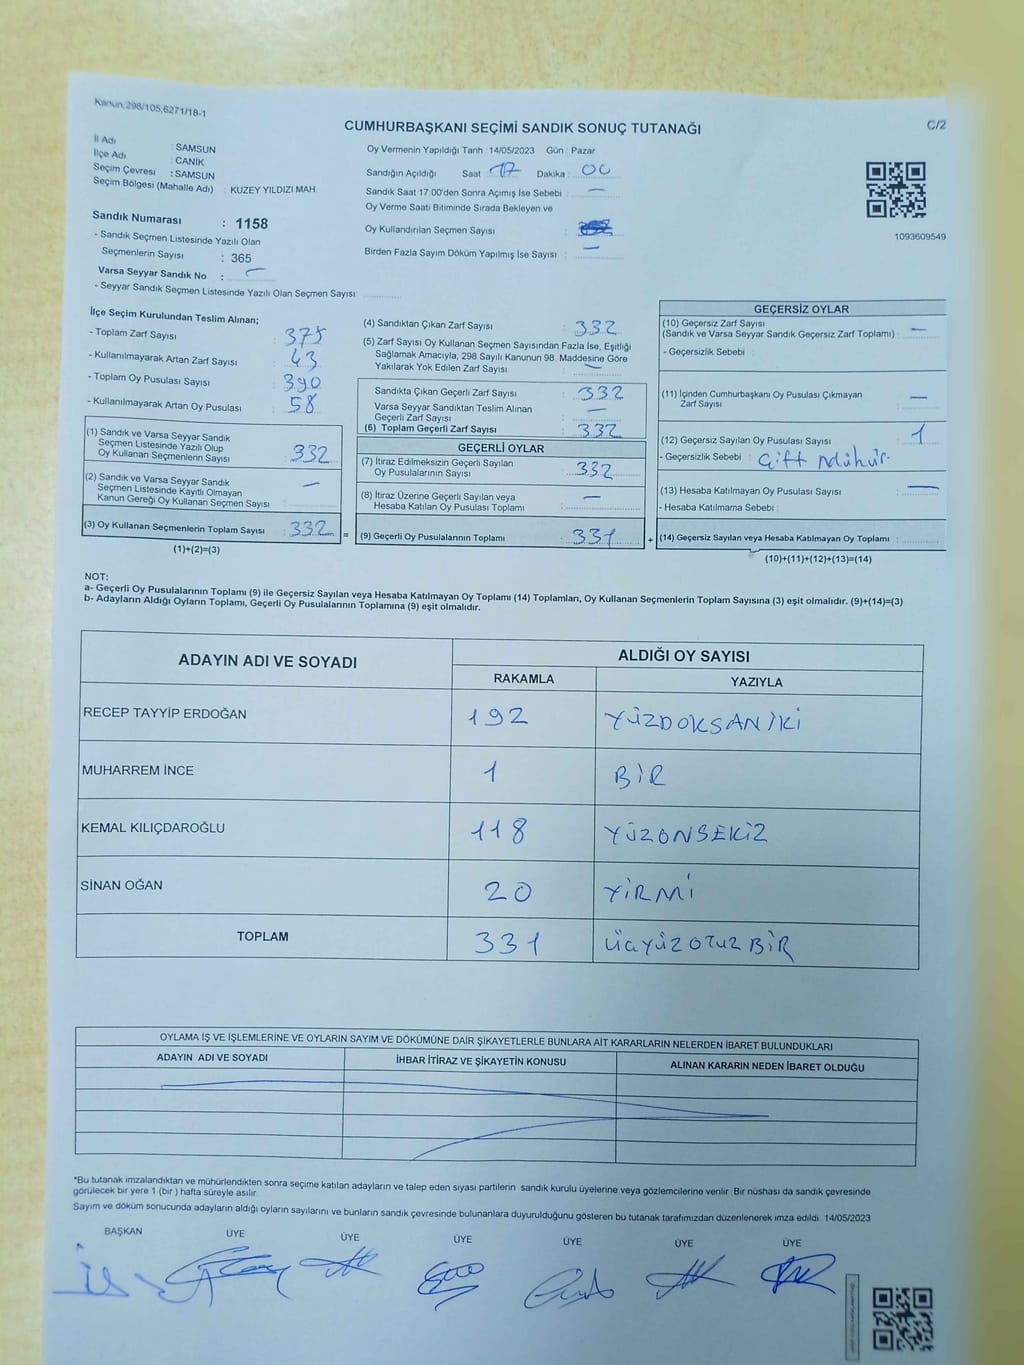 Kanun:298/105,6271/18-1
CUMHURBAŞKANI SEÇİMİ SANDIK SONUÇ TUTANAĞI
C/2
İl Adı : SAMSUN
İlçe Adı : CANİK
Seçim Çevresi : SAMSUN
Seçim Bölgesi (Mahalle Adı) : KUZEY YILDIZI MAH.
Sandık Numarası : 1158
- Sandık Seçmen Listesinde Yazılı Olan
Seçmenlerin Sayısı : 365
Varsa Seyyar Sandık No : –
- Seyyar Sandık Seçmen Listesinde Yazılı Olan Seçmen Sayısı:
Oy Vermenin Yapıldığı Tarih : 14/05/2023 Gün : Pazar
Sandığın Açıldığı Saat 17 Dakika : 00
Sandık Saat 17:00'den Sonra Açımış İse Sebebi : —
Oy Verme Saati Bitiminde Sırada Bekleyen ve
Oy Kullandırılan Seçmen Sayısı :
Birden Fazla Sayım Döküm Yapılmış İse Sayısı : —
1093609549
İlçe Seçim Kurulundan Teslim Alınan;
- Toplam Zarf Sayısı : 375
- Kullanılmayarak Artan Zarf Sayısı : 43
- Toplam Oy Pusulası Sayısı : 390
- Kullanılmayarak Artan Oy Pusulası : 58
(1) Sandık ve Varsa Seyyar Sandık
Seçmen Listesinde Yazılı Olup
Oy Kullanan Seçmenlerin Sayısı : 332
(2) Sandık ve Varsa Seyyar Sandık
Seçmen Listesinde Kayıtlı Olmayan
Kanun Gereği Oy Kullanan Seçmen Sayısı : —
(3) Oy Kullanan Seçmenlerin Toplam Sayısı : 332 =
(1)+(2)=(3)
(4) Sandıktan Çıkan Zarf Sayısı : 332
(5) Zarf Sayısı Oy Kullanan Seçmen Sayısından Fazla İse, Eşitliği
Sağlamak Amacıyla; 298 Sayılı Kanunun 98. Maddesine Göre
Yakılarak Yok Edilen Zarf Sayısı : —
Sandıkta Çıkan Geçerli Zarf Sayısı : 332
Varsa Seyyar Sandıktan Teslim Alınan
Geçerli Zarf Sayısı : —
(6) Toplam Geçerli Zarf Sayısı : 332
GEÇERLİ OYLAR
(7) İtiraz Edilmeksizin Geçerli Sayılan
Oy Pusulalarının Sayısı : 332
(8) İtiraz Üzerine Geçerli Sayılan veya
Hesaba Katılan Oy Pusulası Toplamı : —
(9) Geçerli Oy Pusulalarının Toplamı : 331 +
GEÇERSİZ OYLAR
(10) Geçersiz Zarf Sayısı
(Sandık ve Varsa Seyyar Sandık Geçersiz Zarf Toplamı) : —
- Geçersizlik Sebebi :
(11) İçinden Cumhurbaşkanı Oy Pusulası Çıkmayan
Zarf Sayısı : —
(12) Geçersiz Sayılan Oy Pusulası Sayısı : 1
- Geçersizlik Sebebi : Çift mühür.
(13) Hesaba Katılmayan Oy Pusulası Sayısı : —
- Hesaba Katılmama Sebebi :
(14) Geçersiz Sayılan veya Hesaba Katılmayan Oy Toplamı :
(10)+(11)+(12)+(13)=(14)
NOT:
a- Geçerli Oy Pusulalarının Toplamı (9) ile Geçersiz Sayılan veya Hesaba Katılmayan Oy Toplamı (14) Toplamları, Oy Kullanan Seçmenlerin Toplam Sayısına (3) eşit olmalıdır. (9)+(14)=(3)
b- Adayların Aldığı Oyların Toplamı, Geçerli Oy Pusulalarının Toplamına (9) eşit olmalıdır.
ADAYIN ADI VE SOYADI
ALDIĞI OY SAYISI
RAKAMLA YAZIYLA
RECEP TAYYİP ERDOĞAN 192 YÜZDOKSANİKİ
MUHARREM İNCE 1 BİR
KEMAL KILIÇDAROĞLU 118 YÜZONSEKİZ
SİNAN OĞAN 20 YİRMİ
TOPLAM 331 ÜÇYÜZOTUZBİR
OYLAMA İŞ VE İŞLEMLERİNE VE OYLARIN SAYIM VE DÖKÜMÜNE DAİR ŞİKAYETLERLE BUNLARA AİT KARARLARIN NELERDEN İBARET BULUNDUKLARI
ADAYIN ADI VE SOYADI İHBAR İTİRAZ VE ŞİKAYETİN KONUSU ALINAN KARARIN NEDEN İBARET OLDUĞU
*Bu tutanak imzalandıktan ve mühürlendikten sonra seçime katılan adayların ve talep eden siyasi partilerin sandık kurulu üyelerine veya gözlemcilerine verilir. Bir nüshası da sandık çevresinde
görülecek bir yere 1 (bir ) hafta süreyle asılır.
Sayım ve döküm sonucunda adayların aldığı oyların sayılarını ve bunların sandık çevresinde bulunanlara duyurulduğunu gösteren bu tutanak tarafımızdan düzenlenerek imza edildi. 14/05/2023
BAŞKAN ÜYE ÜYE ÜYE ÜYE ÜYE ÜYE